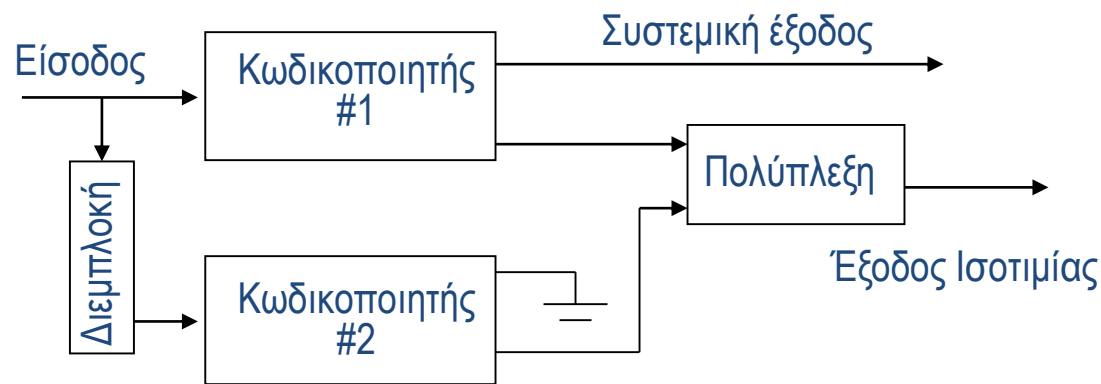 Συστεμική έξοδος
Είσοδος
Κωδικοποιητής
#1
Πολύπλεξη
Διεμπλοκή
Έξοδος Ισοτιμίας
Κωδικοποιητής
#2